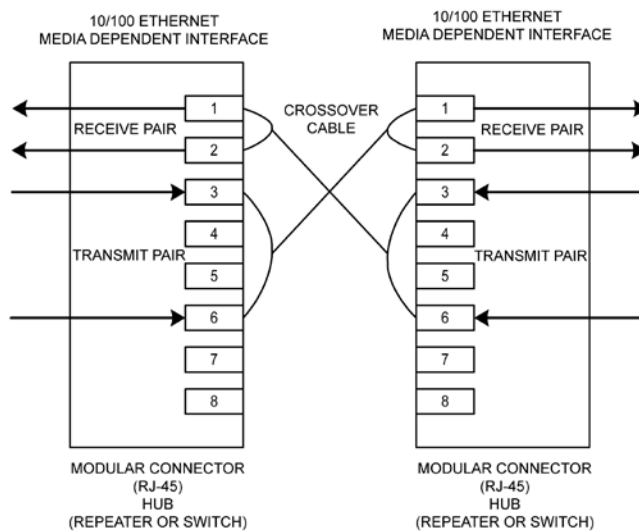 10/100 ETHERNET
MEDIA DEPENDENT INTERFACE
10/100 ETHERNET
MEDIA DEPENDENT INTERFACE
1
RECEIVE PAIR
2
3
4
TRANSMIT PAIR
5
6
7
8
CROSSOVER
CABLE
1
RECEIVE PAIR
2
3
4
TRANSMIT PAIR
5
6
7
8
MODULAR CONNECTOR
(RJ-45)
HUB
(REPEATER OR SWITCH)
MODULAR CONNECTOR
(RJ-45)
HUB
(REPEATER OR SWITCH)